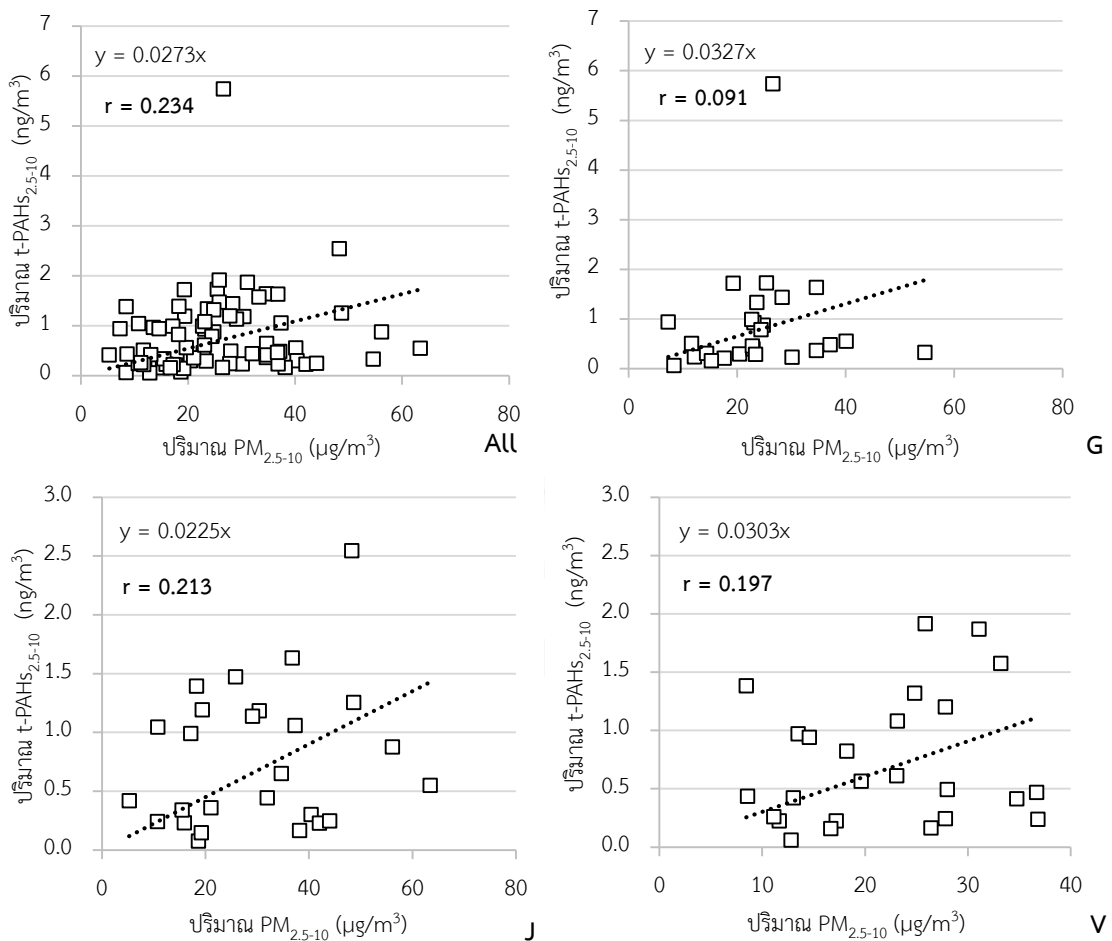 7
6
5
4
3
2
1
0
y = 0.0273x
r = 0.234
ปริมาณ t-PAHs2.5-10 (ng/m³)
0 20 40 60 80
ปริมาณ PM2.5-10 (µg/m³)
All
7
6
5
4
3
2
1
0
y = 0.0327x
r = 0.091
ปริมาณ t-PAHs2.5-10 (ng/m³)
0 20 40 60 80
ปริมาณ PM2.5-10 (µg/m³)
G
3.0
2.5
2.0
1.5
1.0
0.5
0.0
y = 0.0225x
r = 0.213
ปริมาณ t-PAHs2.5-10 (ng/m³)
0 20 40 60 80
ปริมาณ PM2.5-10 (µg/m³)
J
3.0
2.5
2.0
1.5
1.0
0.5
0.0
y = 0.0303x
r = 0.197
ปริมาณ t-PAHs2.5-10 (ng/m³)
0 10 20 30 40
ปริมาณ PM2.5-10 (µg/m³)
V